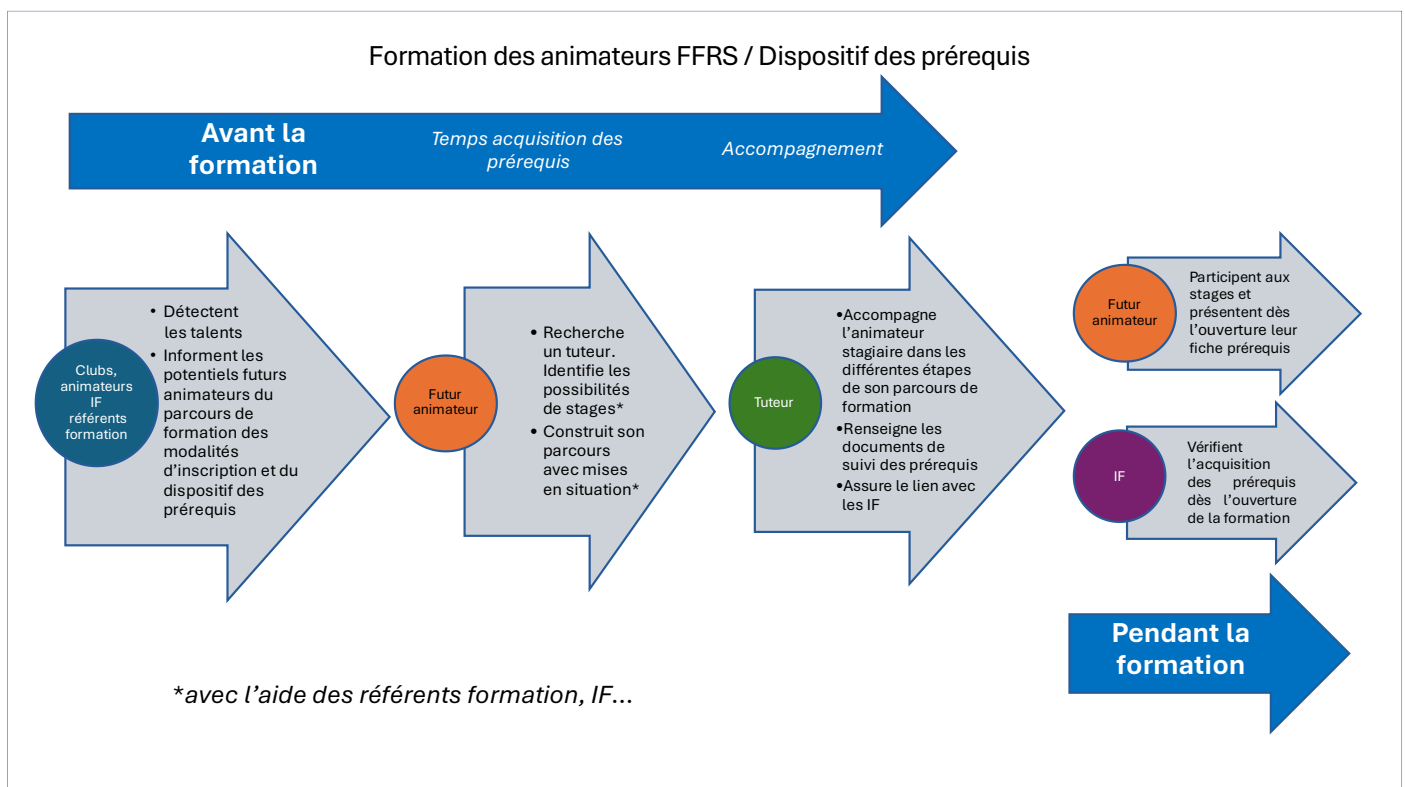 Formation des animateurs FFRS / Dispositif des prérequis
Avant la
formation
Temps acquisition des
prérequis
Accompagnement
Clubs,
animateurs
IF
référents
formation
• Détectent
les talents
• Informent les
potentiels futurs
animateurs du
parcours de
formation des
modalités
d’inscription et du
dispositif des
prérequis
Futur
animateur
• Recherche
un tuteur.
Identifie les
possibilités
de stages*
• Construit son
parcours
avec mises
en situation*
Tuteur
•Accompagne
l’animateur
stagiaire dans les
différentes étapes
de son parcours de
formation
•Renseigne les
documents de
suivi des prérequis
•Assure le lien avec
les IF
Futur
animateur
Participent aux
stages et
présentent dès
l’ouverture leur
fiche prérequis
IF
Vérifient
l’acquisition
des prérequis
dès l’ouverture
de la formation
Pendant la
formation
*avec l’aide des référents formation, IF...